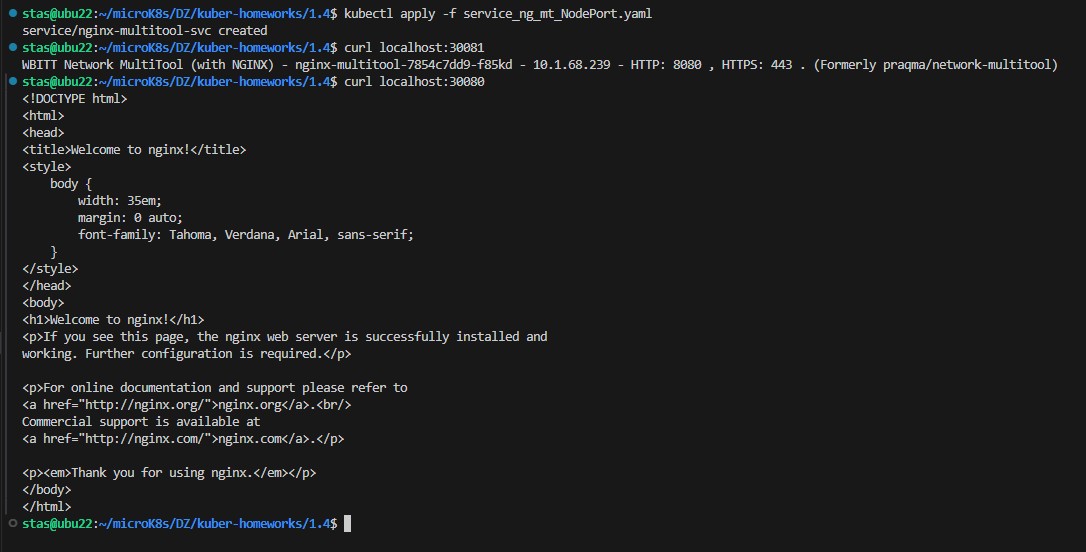 stas@ubu22:~/microK8s/DZ/kuber-homeworks/1.4$ kubectl apply -f service_ng_mt_NodePort.yaml
service/nginx-multitool-svc created
stas@ubu22:~/microK8s/DZ/kuber-homeworks/1.4$ curl localhost:30081
WBITT Network MultiTool (with NGINX) - nginx-multitool-7854c7dd9-f85kd - 10.1.68.239 - HTTP: 8080 , HTTPS: 443 . (Formerly praqma/network-multitool)
stas@ubu22:~/microK8s/DZ/kuber-homeworks/1.4$ curl localhost:30080
<!DOCTYPE html>
<html>
<head>
<title>Welcome to nginx!</title>
<style>
    body {
        width: 35em;
        margin: 0 auto;
        font-family: Tahoma, Verdana, Arial, sans-serif;
    }
</style>
</head>
<body>
<h1>Welcome to nginx!</h1>
<p>If you see this page, the nginx web server is successfully installed and
working. Further configuration is required.</p>

<p>For online documentation and support please refer to
<a href="http://nginx.org/">nginx.org</a>.<br/>
Commercial support is available at
<a href="http://nginx.com/">nginx.com</a>.</p>

<p><em>Thank you for using nginx.</em></p>
</body>
</html>
stas@ubu22:~/microK8s/DZ/kuber-homeworks/1.4$